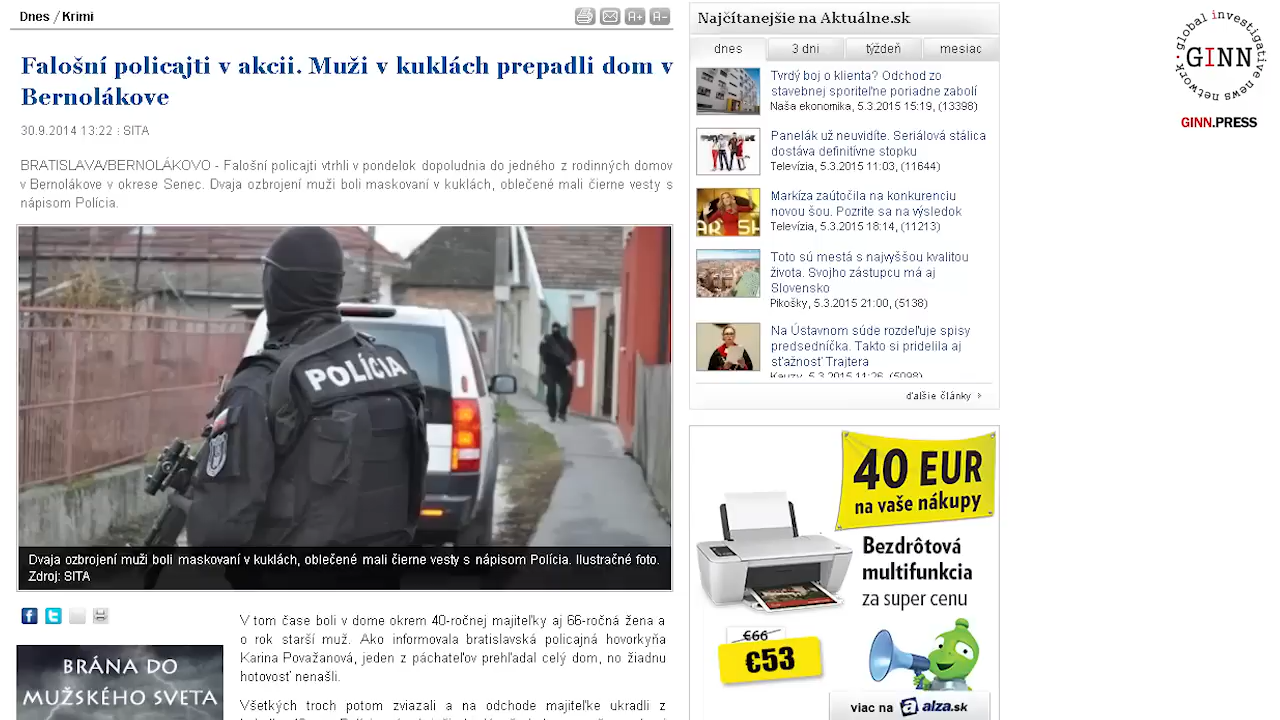 Dnes / Krimi
A+ A-
Falošní policajti v akcii. Muži v kuklách prepadli dom v
Bernolákove
30.9.2014 13:22 : SITA
BRATISLAVA/BERNOLÁKOVO - Falošní policajti vtrhli v pondelok dopoludnia do jedného z rodinných domov
v Bernolákove v okrese Senec. Dvaja ozbrojení muži boli maskovaní v kuklách, oblečené mali čierne vesty s
nápisom Polícia.
POLÍCIA
Dvaja ozbrojení muži boli maskovaní v kuklách, oblečené mali čierne vesty s nápisom Polícia. Ilustračné foto.
Zdroj: SITA
BRÁNA DO
MUŽSKÉHO SVETA
V tom čase boli v dome okrem 40-ročnej majiteľky aj 66-ročná žena a
o rok starší muž. Ako informovala bratislavská policajná hovorkyňa
Karina Považanová, jeden z páchateľov prehľadal celý dom, no žiadnu
hotovosť nenašli.
Všetkých troch potom zviazali a na odchode majiteľke ukradli z
Najčítanejšie na Aktuálne.sk
dnes 3 dni týždeň mesiac
Tvrdý boj o klienta? Odchod zo
stavebnej sporiteľne poriadne zabolí
Naša ekonomika, 5.3.2015 15:19, (13398)
Panelák už neuvidíte. Seriálová stálica
dostáva definitívne stopku
Televízia, 5.3.2015 11:03, (11644)
Markíza zaútočila na konkurenciu
novou šou. Pozrite sa na výsledok
Televízia, 5.3.2015 18:14, (11213)
Toto sú mestá s najvyššou kvalitou
života. Svojho zástupcu má aj
Slovensko
Pikošky, 5.3.2015 21:00, (5138)
Na Ústavnom súde rozdeľuje spisy
predsedníčka. Takto si pridelila aj
sťažnosť Trajtera
Kauzy, 5.3.2015 11:26, (5098)
ďalšie články
40 EUR
na vaše nákupy
Bezdrôtová
multifunkcia
za super cenu
€66
€53
viac na alza.sk
global investigative news network
GINN
GINN.PRESS